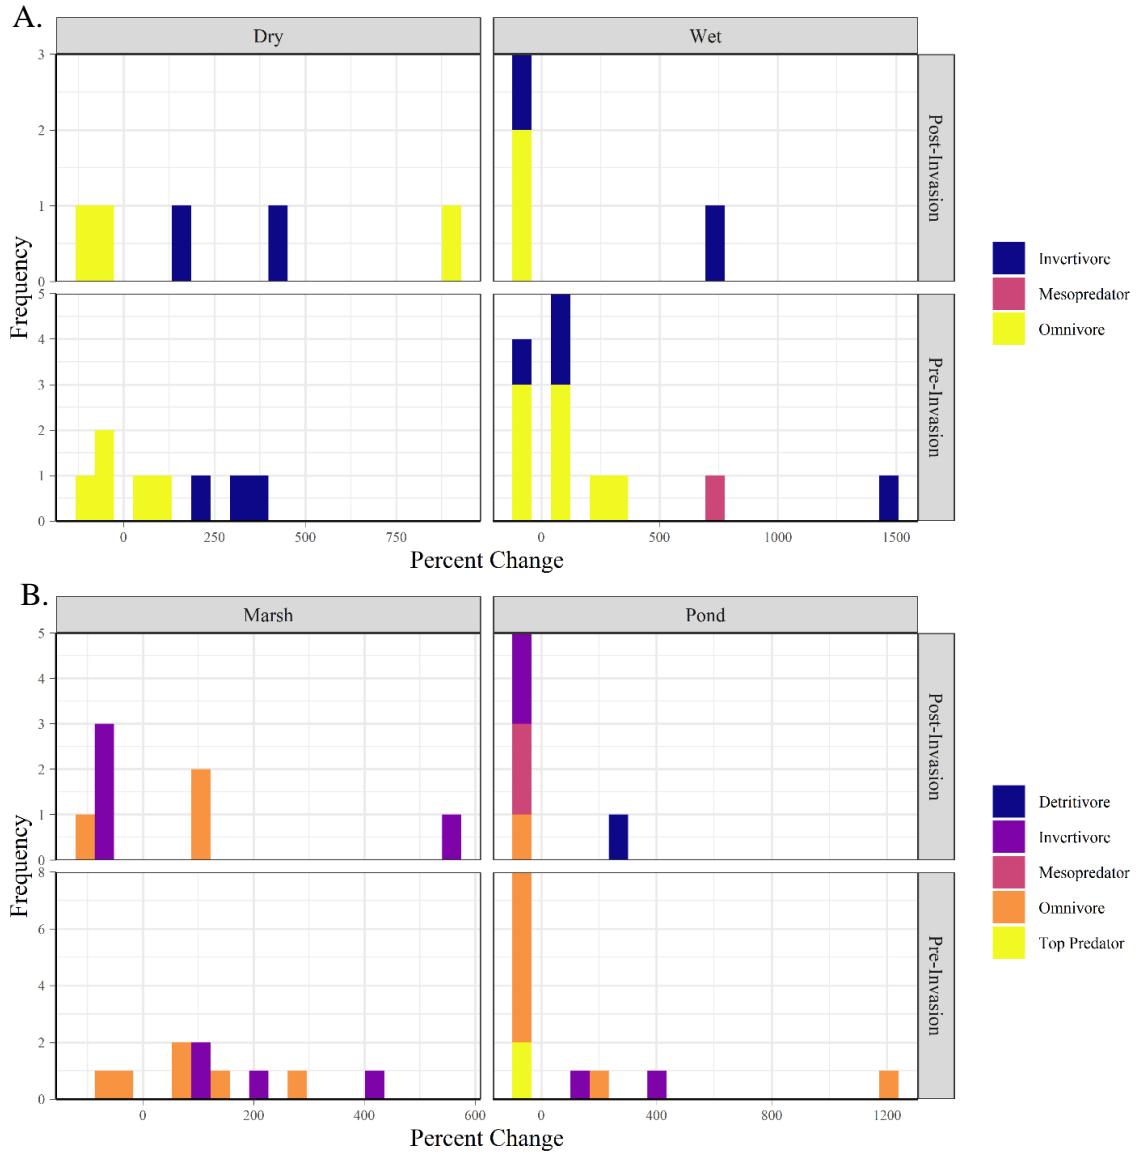 A.
Dry
Wet
3
2
1
0
Post-Invasion
Frequency
5
4
3
2
1
0
Pre-Invasion
0 250 500 750
0 500 1000 1500
Percent Change
Invertivore
Mesopredator
Omnivore
B.
Marsh
Pond
5
4
3
2
1
0
Post-Invasion
Frequency
8
6
4
2
0
Pre-Invasion
0 200 400 600
0 400 800 1200
Percent Change
Detritivore
Invertivore
Mesopredator
Omnivore
Top Predator